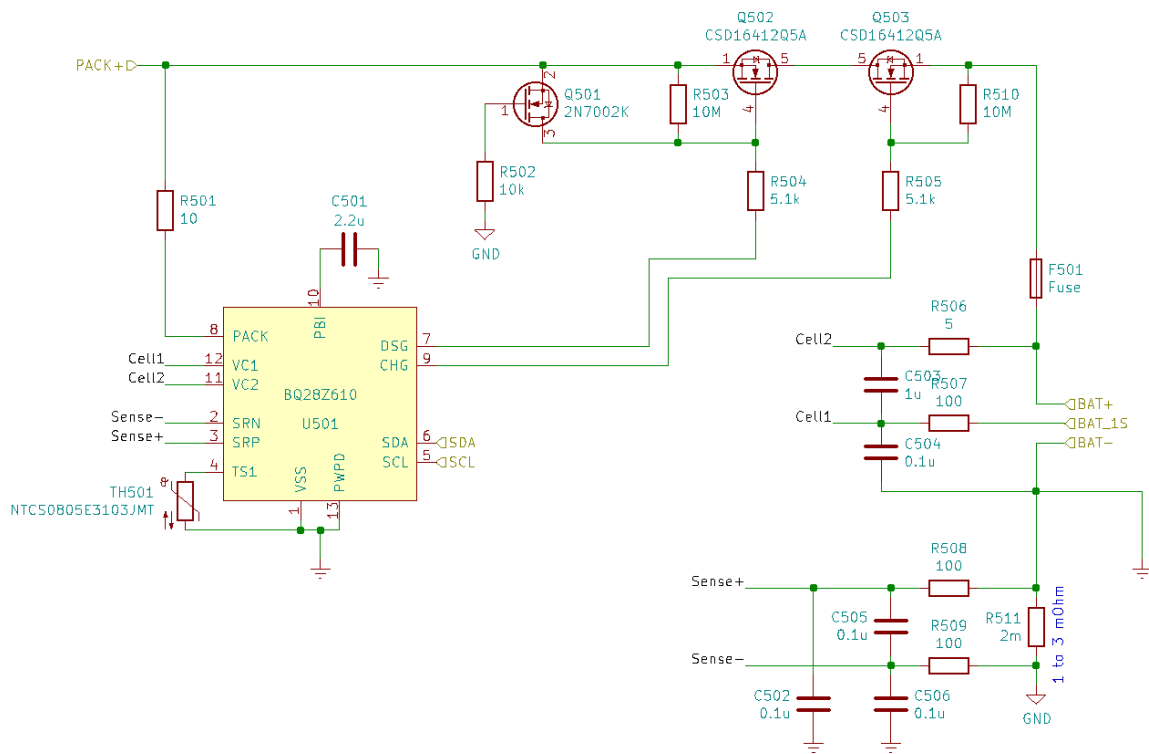 Q502
CSD16412Q5A
Q503
CSD16412Q5A
PACK+
1
5
5
1
2
Q501
2N7002K
1
3
R503
10M
4
4
R510
10M
R502
10k
GND
R504
5.1k
R505
5.1k
R501
10
C501
2.2u
F501
Fuse
10
PBI
8
PACK
DSG
7
CHG
9
Cell1
12
VC1
Cell2
11
VC2
BQ28Z610
U501
Sense-
2
SRN
Sense+
3
SRP
SDA
6
SDA
SCL
5
SCL
4
TS1
VSS
PWPD
1
13
TH501
NTCS0805E3103JMT
R506
5
Cell2
C503
1u
R507
100
BAT+
Cell1
BAT_1S
BAT-
C504
0.1u
R508
100
Sense+
C505
0.1u
R509
100
R511
2m
1 to 3 mOhm
Sense-
C502
0.1u
C506
0.1u
GND